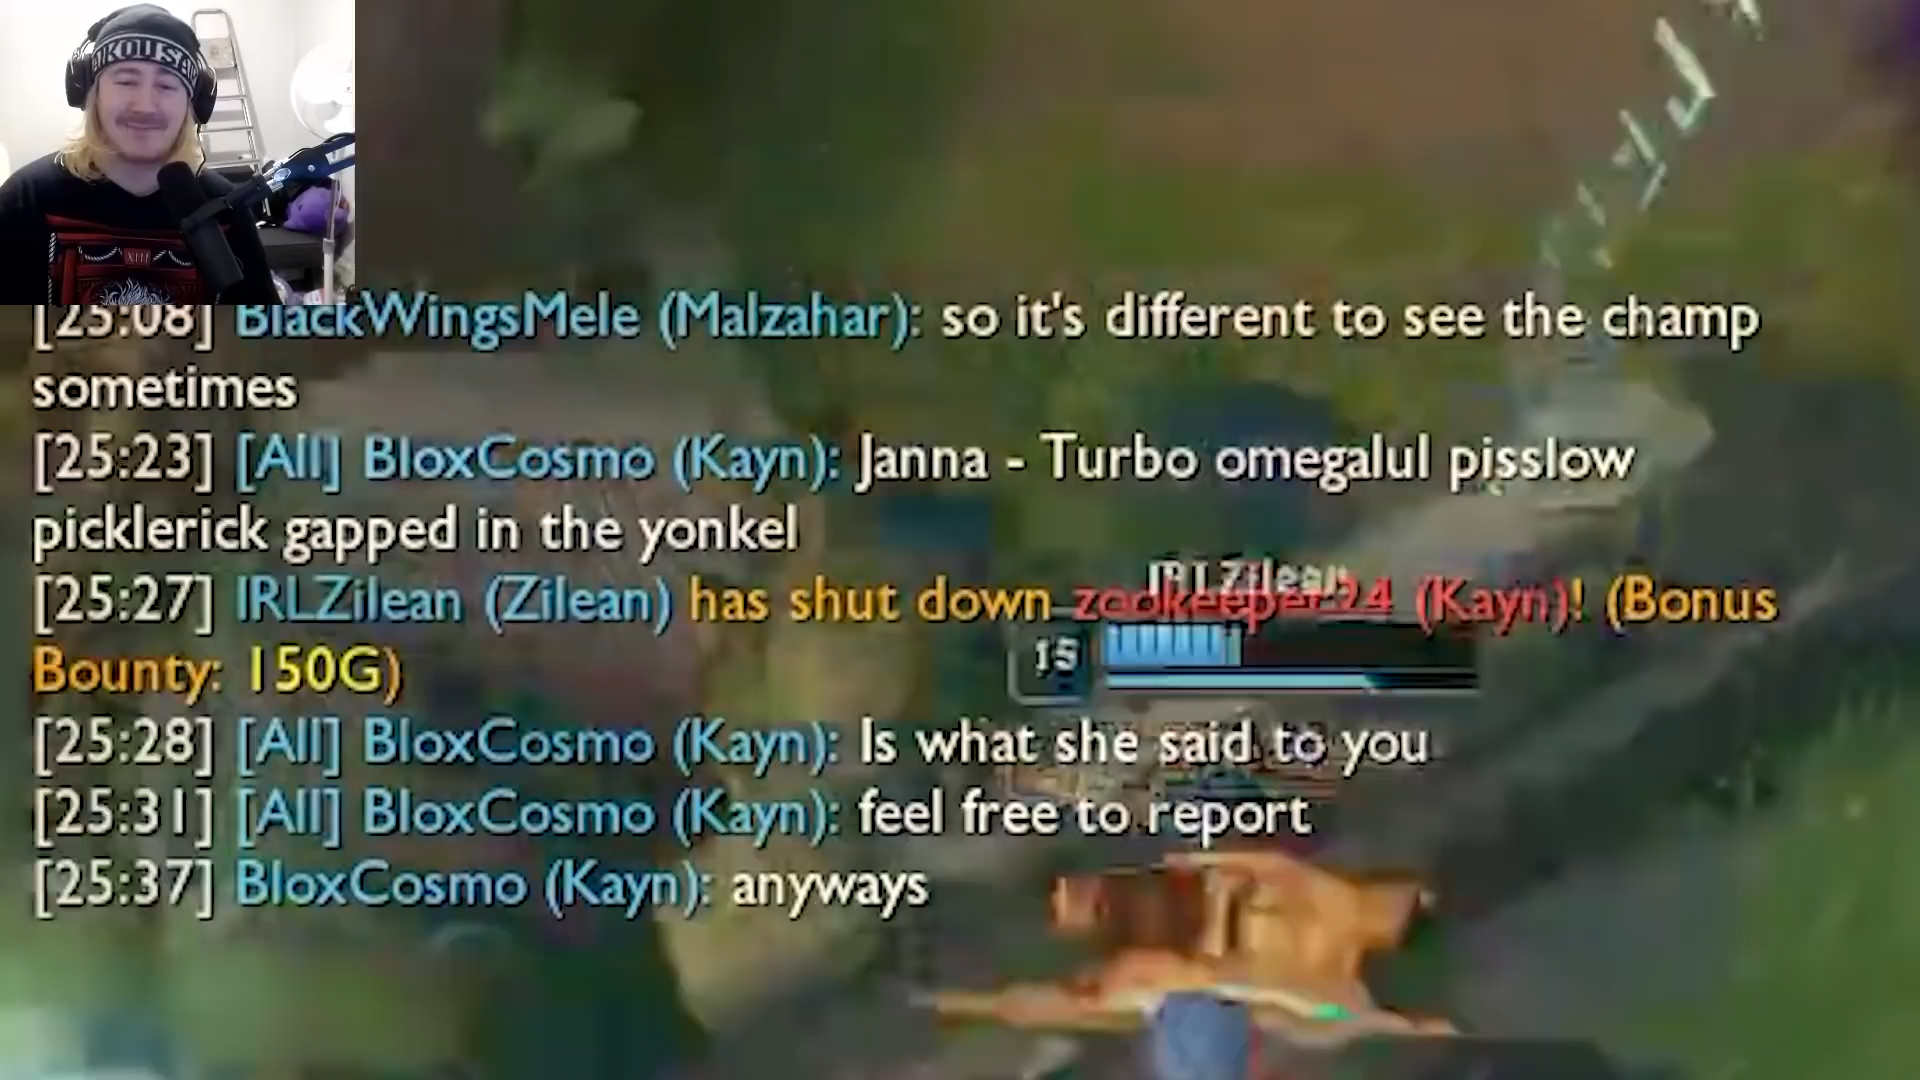 XIII
[25:08] BlackWingsMele (Malzahar): so it's different to see the champ
sometimes
[25:23] [All] BloxCosmo (Kayn): Janna - Turbo omegalul pisslow
picklerick gapped in the yonkel
IRLZilean
[25:27] IRLZilean (Zilean) has shut down zookeeper24 (Kayn)! (Bonus
15
Bounty: 150G)
[25:28] [All] BloxCosmo (Kayn): Is what she said to you
[25:31] [All] BloxCosmo (Kayn): feel free to report
[25:37] BloxCosmo (Kayn): anyways